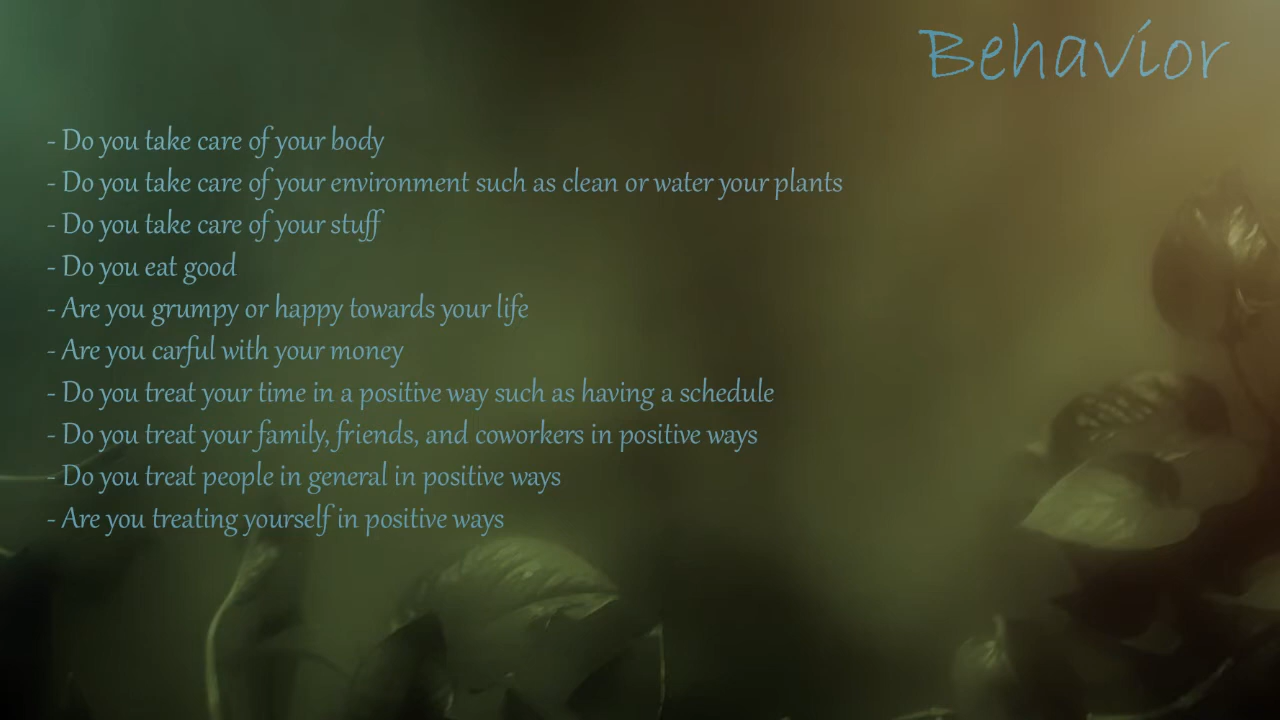 Behavior
- Do you take care of your body
- Do you take care of your environment such as clean or water your plants
- Do you take care of your stuff
- Do you eat good
- Are you grumpy or happy towards your life
- Are you carful with your money
- Do you treat your time in a positive way such as having a schedule
- Do you treat your family, friends, and coworkers in positive ways
- Do you treat people in general in positive ways
- Are you treating yourself in positive ways